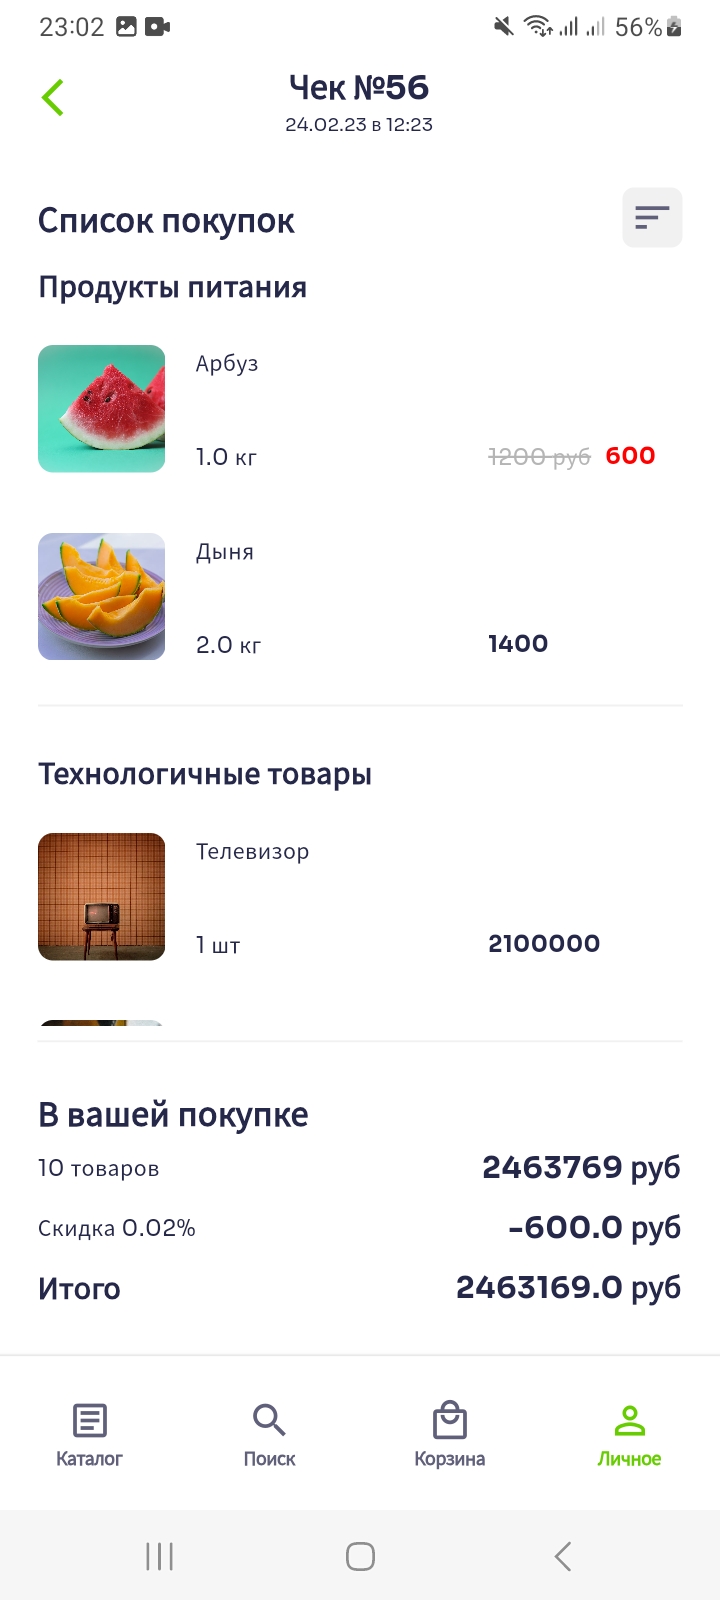 23:02 56%
Чек №56
24.02.23 в 12:23
Список покупок
Продукты питания
Арбуз
1.0 кг 1200 руб 600
Дыня
2.0 кг 1400
Технологичные товары
Телевизор
1 шт 2100000
В вашей покупке
10 товаров 2463769 руб
Скидка 0.02% -600.0 руб
Итого 2463169.0 руб
Каталог Поиск Корзина Личное